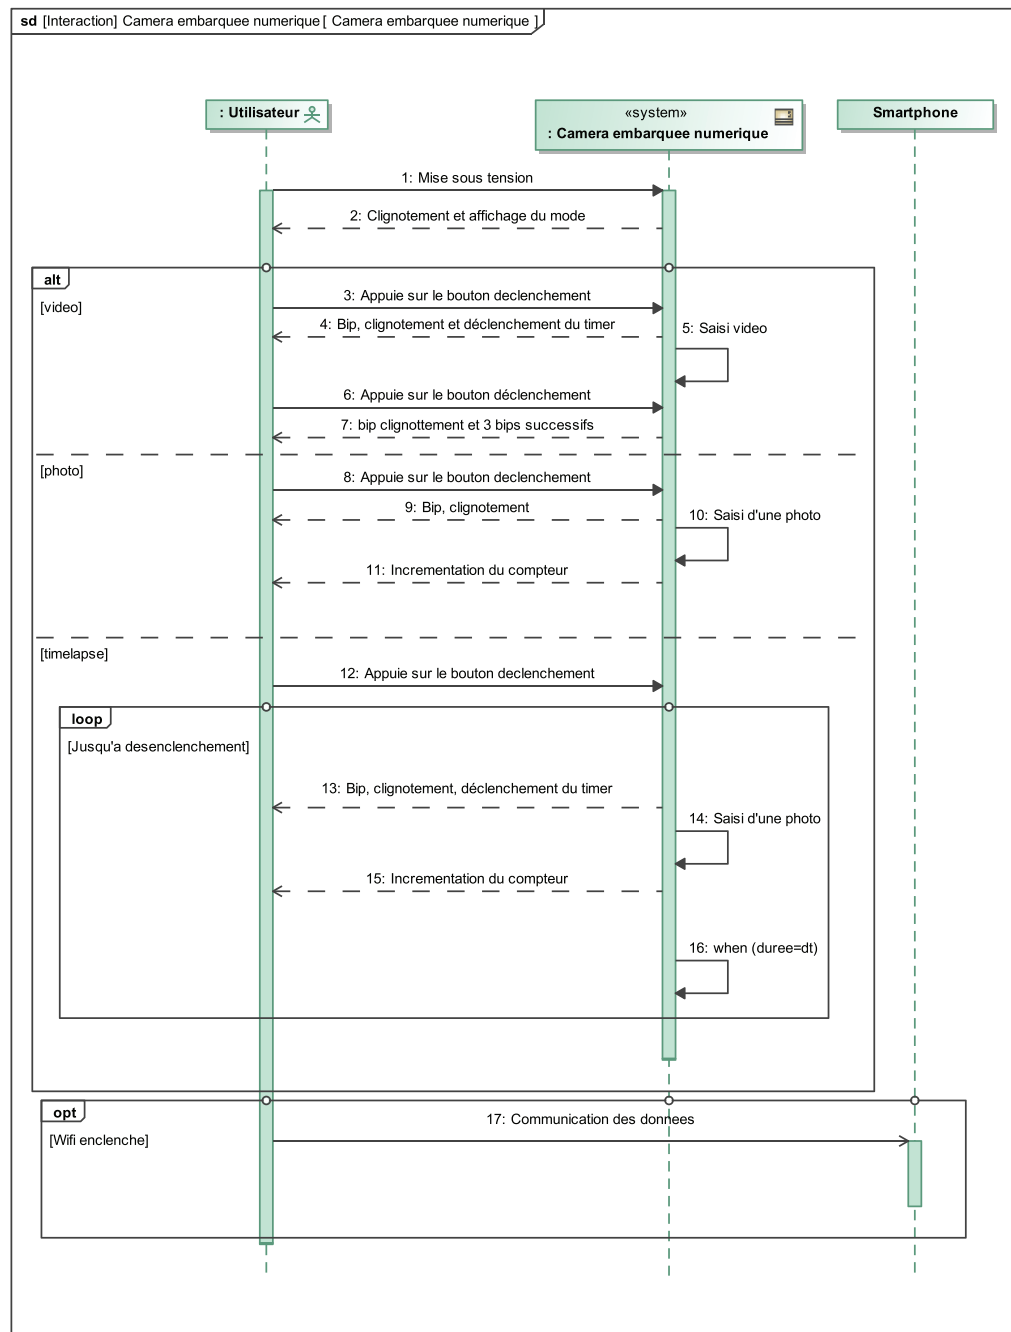 sd [Interaction] Camera embarquee numerique [ Camera embarquee numerique ]
: Utilisateur
«system»
: Camera embarquee numerique
Smartphone
1: Mise sous tension
2: Clignotement et affichage du mode
alt
[video]
3: Appuie sur le bouton declenchement
4: Bip, clignotement et déclenchement du timer
5: Saisi video
6: Appuie sur le bouton déclenchement
7: bip clignottement et 3 bips successifs
[photo]
8: Appuie sur le bouton declenchement
9: Bip, clignotement
10: Saisi d'une photo
11: Incrementation du compteur
[timelapse]
12: Appuie sur le bouton declenchement
loop
[Jusqu'a desenclenchement]
13: Bip, clignotement, déclenchement du timer
14: Saisi d'une photo
15: Incrementation du compteur
16: when (duree=dt)
opt
17: Communication des donnees
[Wifi enclenche]